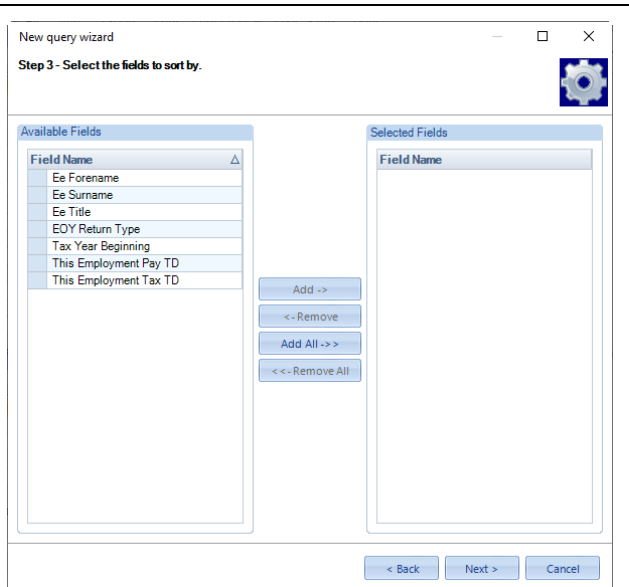 New query wizard
Step 3 - Select the fields to sort by.
Available Fields
Field Name
Ee Forename
Ee Surname
Ee Title
EOY Return Type
Tax Year Beginning
This Employment Pay TD
This Employment Tax TD
Add ->
<- Remove
Add All ->>
<<- Remove All
Selected Fields
Field Name
< Back
Next >
Cancel